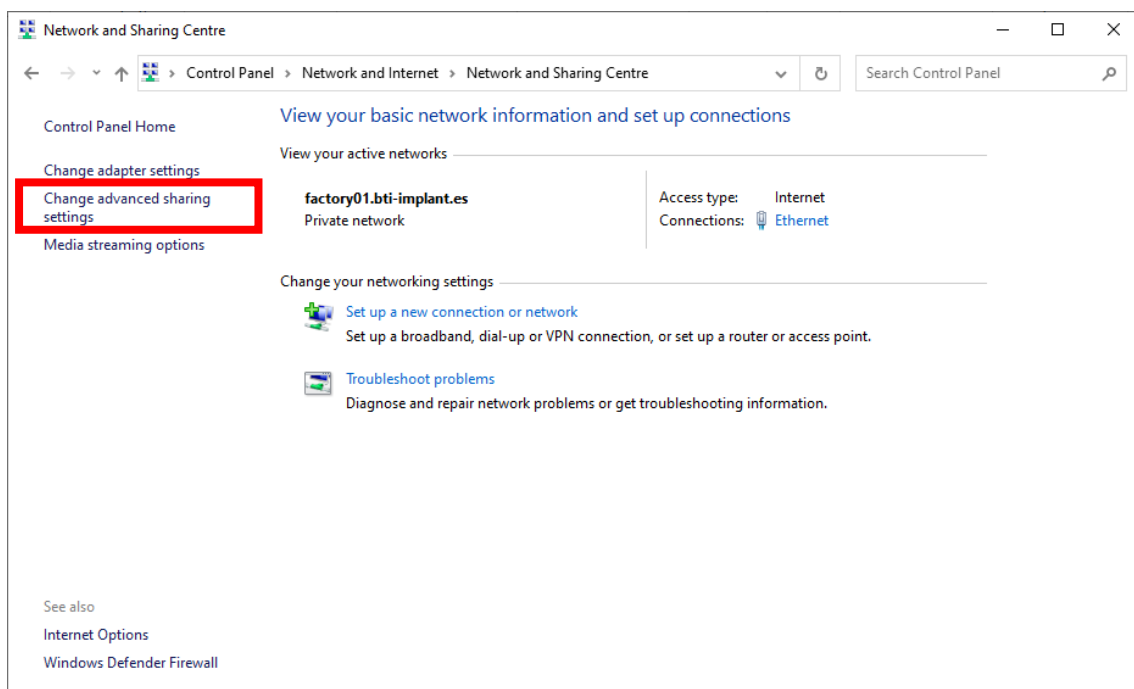 Network and Sharing Centre
Control Panel > Network and Internet > Network and Sharing Centre
Search Control Panel
Control Panel Home
Change adapter settings
Change advanced sharing
settings
Media streaming options
View your basic network information and set up connections
View your active networks
factory01.bti-implant.es
Private network
Access type: Internet
Connections: Ethernet
Change your networking settings
Set up a new connection or network
Set up a broadband, dial-up or VPN connection, or set up a router or access point.
Troubleshoot problems
Diagnose and repair network problems or get troubleshooting information.
See also
Internet Options
Windows Defender Firewall